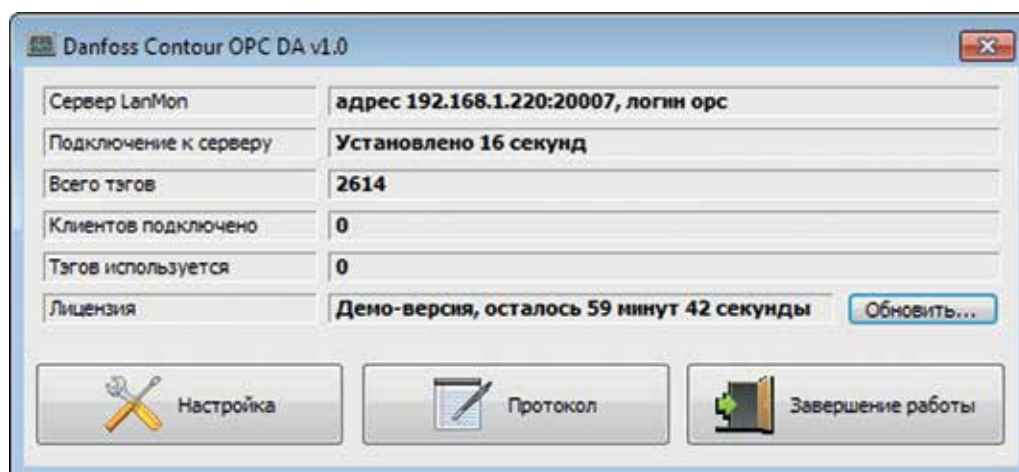 Danfoss Contour OPC DA v1.0
Сервер LanMon адрес 192.168.1.220:20007, логин opc
Подключение к серверу Установлено 16 секунд
Всего тэгов 2614
Клиентов подключено 0
Тэгов используется 0
Лицензия Демо-версия, осталось 59 минут 42 секунды Обновить...
Настройка Протокол Завершение работы